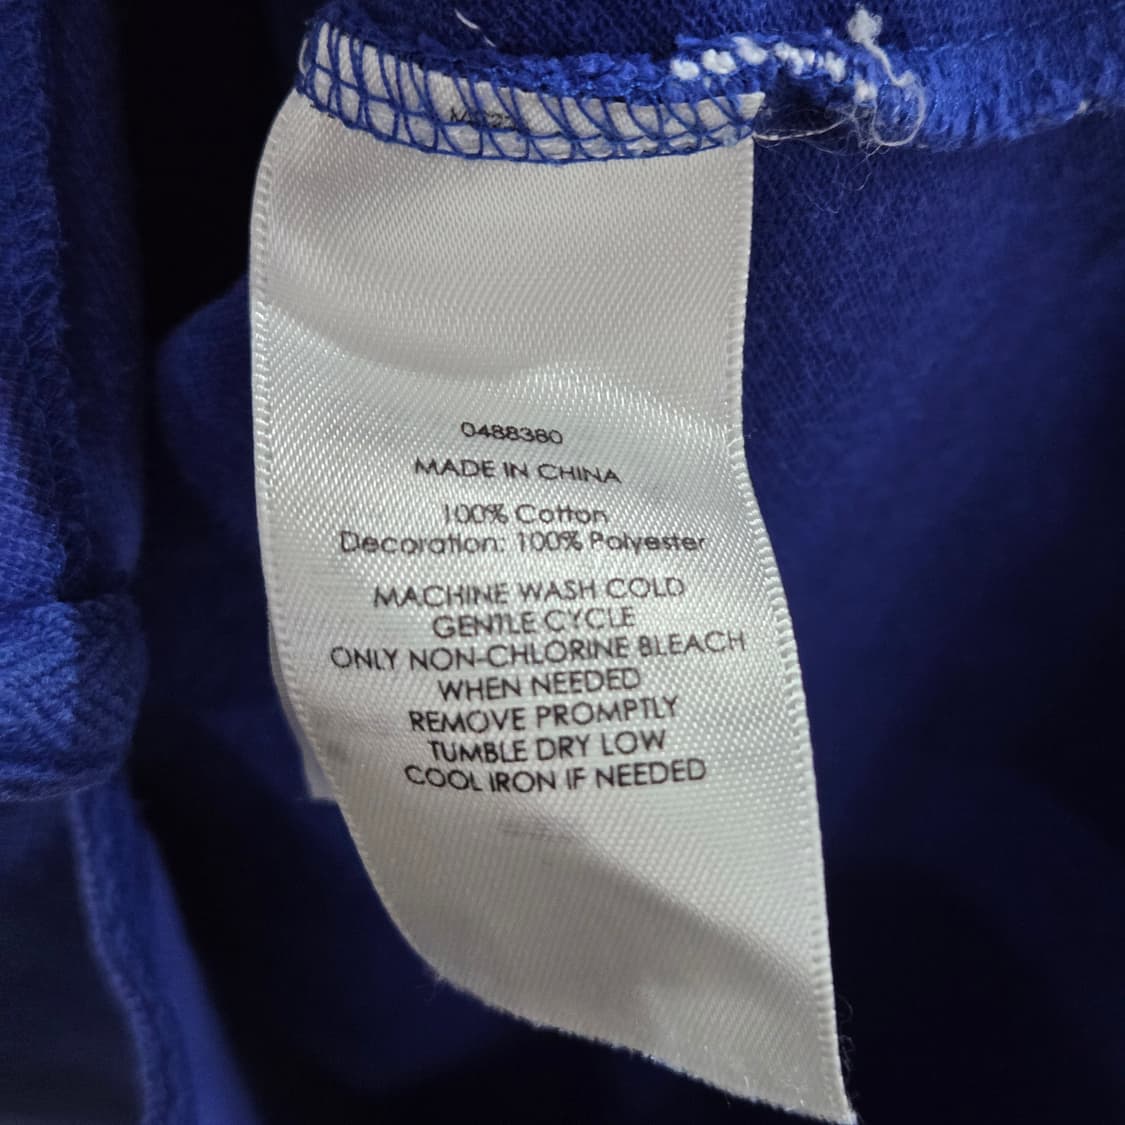 0488380
MADE IN CHINA
100% Cotton
Decoration: 100% Polyester
MACHINE WASH COLD
GENTLE CYCLE
ONLY NON-CHLORINE BLEACH
WHEN NEEDED
REMOVE PROMPTLY
TUMBLE DRY LOW
COOL IRON IF NEEDED